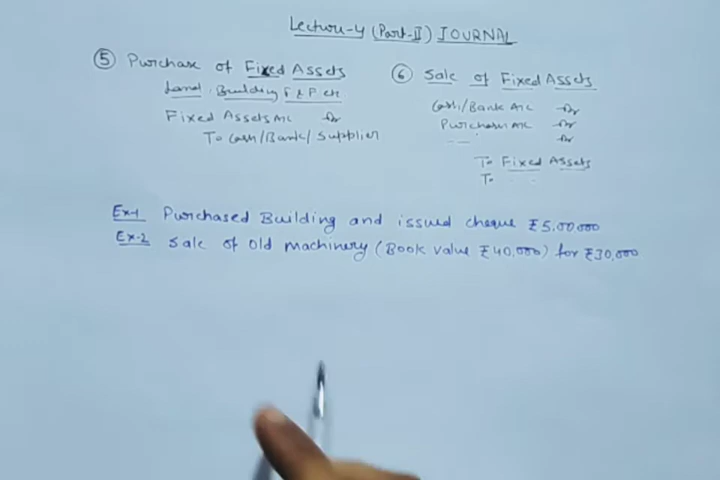 Lecture-4 (Part-II) JOURNAL
⑤ Purchase of Fixed Assets
Land, Building F & F etc
Fixed Assets A/c Dr
To Cash/Bank/Supplier
⑥ Sale of Fixed Assets
Cash/Bank A/c Dr
Purchaser A/c Dr
Dr
To Fixed Assets
To
Ex-1 Purchased Building and issued cheque ₹5,00000
Ex-2 Sale of Old machinery (Book value ₹40,000) for ₹30,000